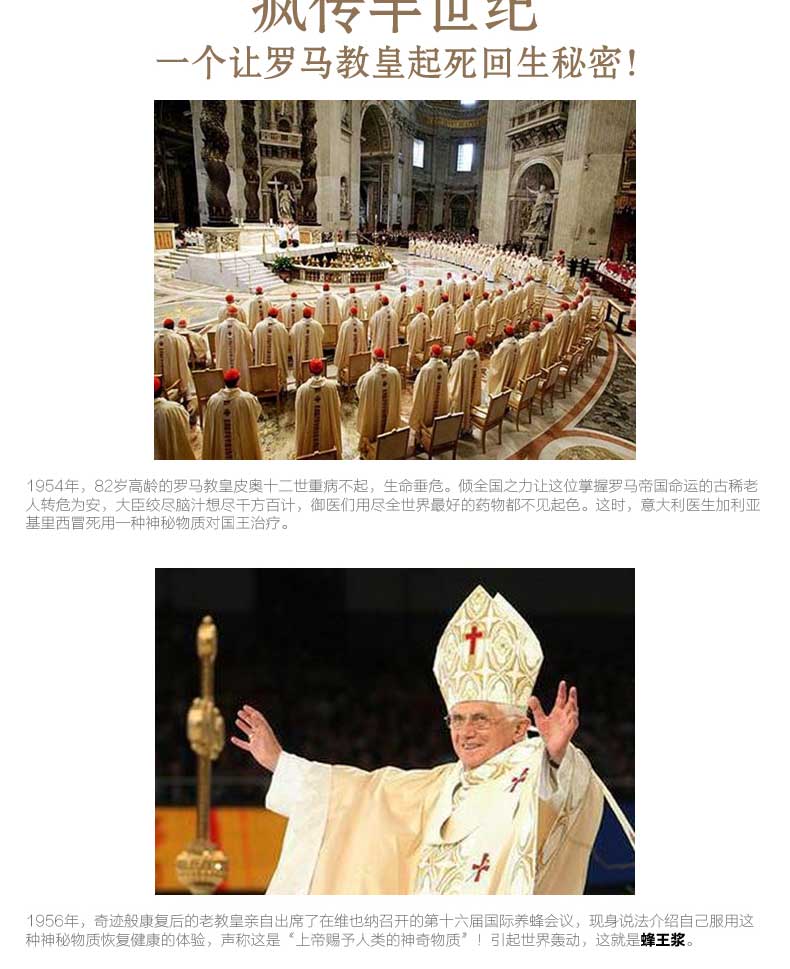 疯传半世纪
一个让罗马教皇起死回生秘密！
1954年，82岁高龄的罗马教皇皮奥十二世重病不起，生命垂危。倾全国之力让这位掌握罗马帝国命运的古稀老
人转危为安，大臣绞尽脑汁想尽千方百计，御医们用尽全世界最好的药物都不见起色。这时，意大利医生加利亚
基里西冒死用一种神秘物质对国王治疗。
1956年，奇迹般康复后的老教皇亲自出席了在维也纳召开的第十六届国际养蜂会议，现身说法介绍自己服用这
种神秘物质恢复健康的体验，声称这是“上帝赐予人类的神奇物质”！引起世界轰动，这就是蜂王浆。